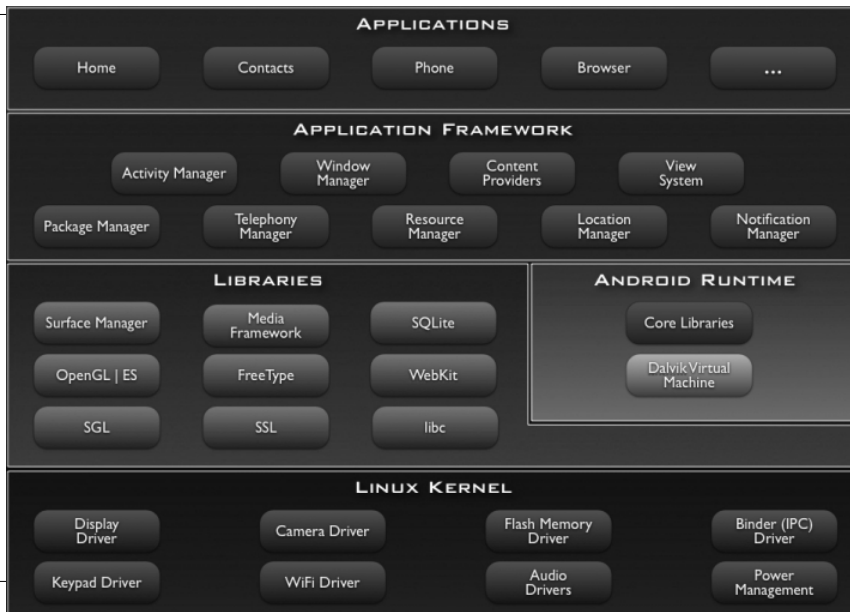 APPLICATIONS
Home
Contacts
Phone
Browser
...
APPLICATION FRAMEWORK
Activity Manager
Window
Manager
Content
Providers
View
System
Package Manager
Telephony
Manager
Resource
Manager
Location
Manager
Notification
Manager
LIBRARIES
Surface Manager
Media
Framework
SQLite
OpenGL | ES
FreeType
WebKit
SGL
SSL
libc
ANDROID RUNTIME
Core Libraries
Dalvik Virtual
Machine
LINUX KERNEL
Display
Driver
Camera Driver
Flash Memory
Driver
Binder (IPC)
Driver
Keypad Driver
WiFi Driver
Audio
Drivers
Power
Management